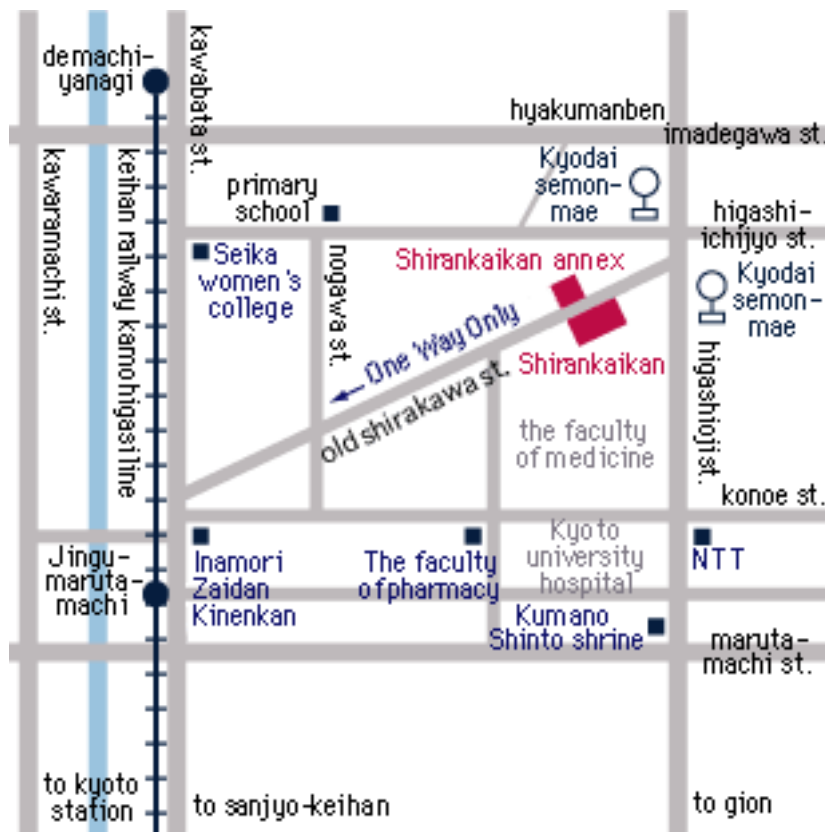 demachi-
yanagi
kawabata st.
hyakumanben
imadegawa st.
kawaramachi st.
keihan railway kamohigasi line
primary
school
Kyodai
semon-
mae
higashi-
ichijyo st.
Seika
women's
college
nogawa st.
Shirankaikan annex
Kyodai
semon-
mae
One Way Only
old shirakawa st.
Shirankaikan
higashioji st.
the faculty
of medicine
konoe st.
Jingu-
maruta-
machi
Inamori
Zaidan
Kinenkan
The faculty
of pharmacy
Kyoto
university
hospital
NTT
Kumano
Shinto shrine
maruta-
machi st.
to kyoto
station
to sanjyo-keihan
to gion